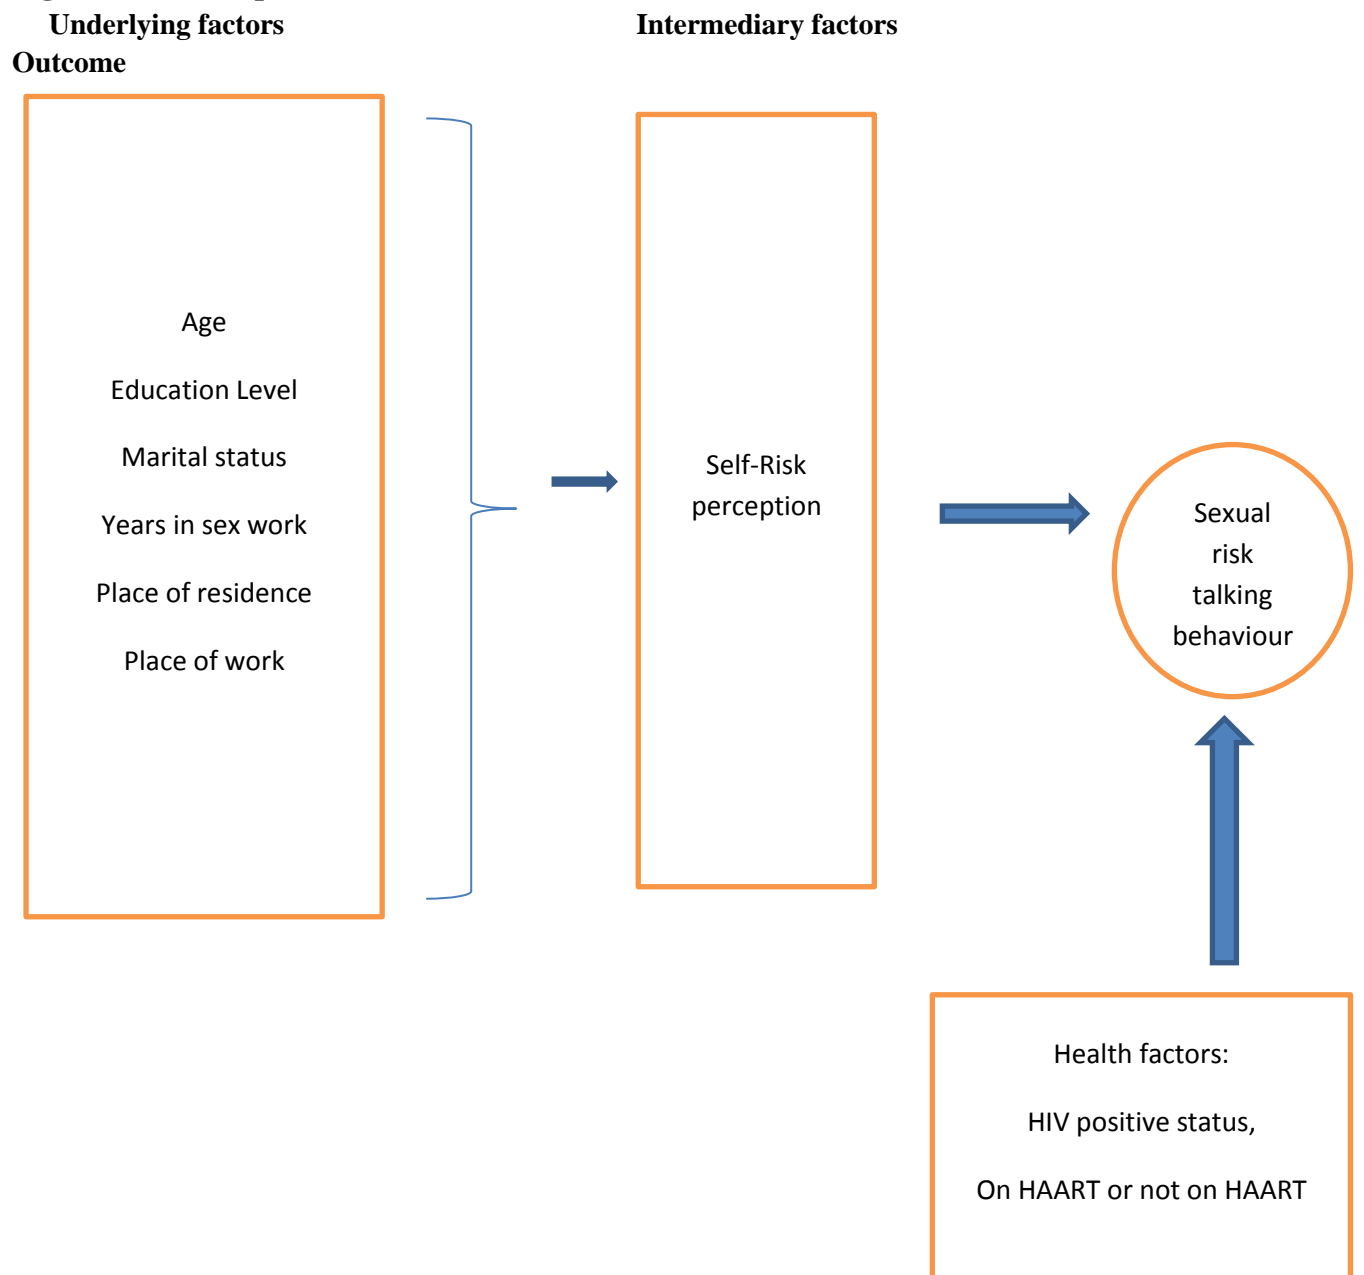 Underlying factors Intermediary factors
Outcome
Age
Education Level
Marital status
Years in sex work
Place of residence
Place of work
Self-Risk
perception
Sexual
risk
talking
behaviour
Health factors:
HIV positive status,
On HAART or not on HAART